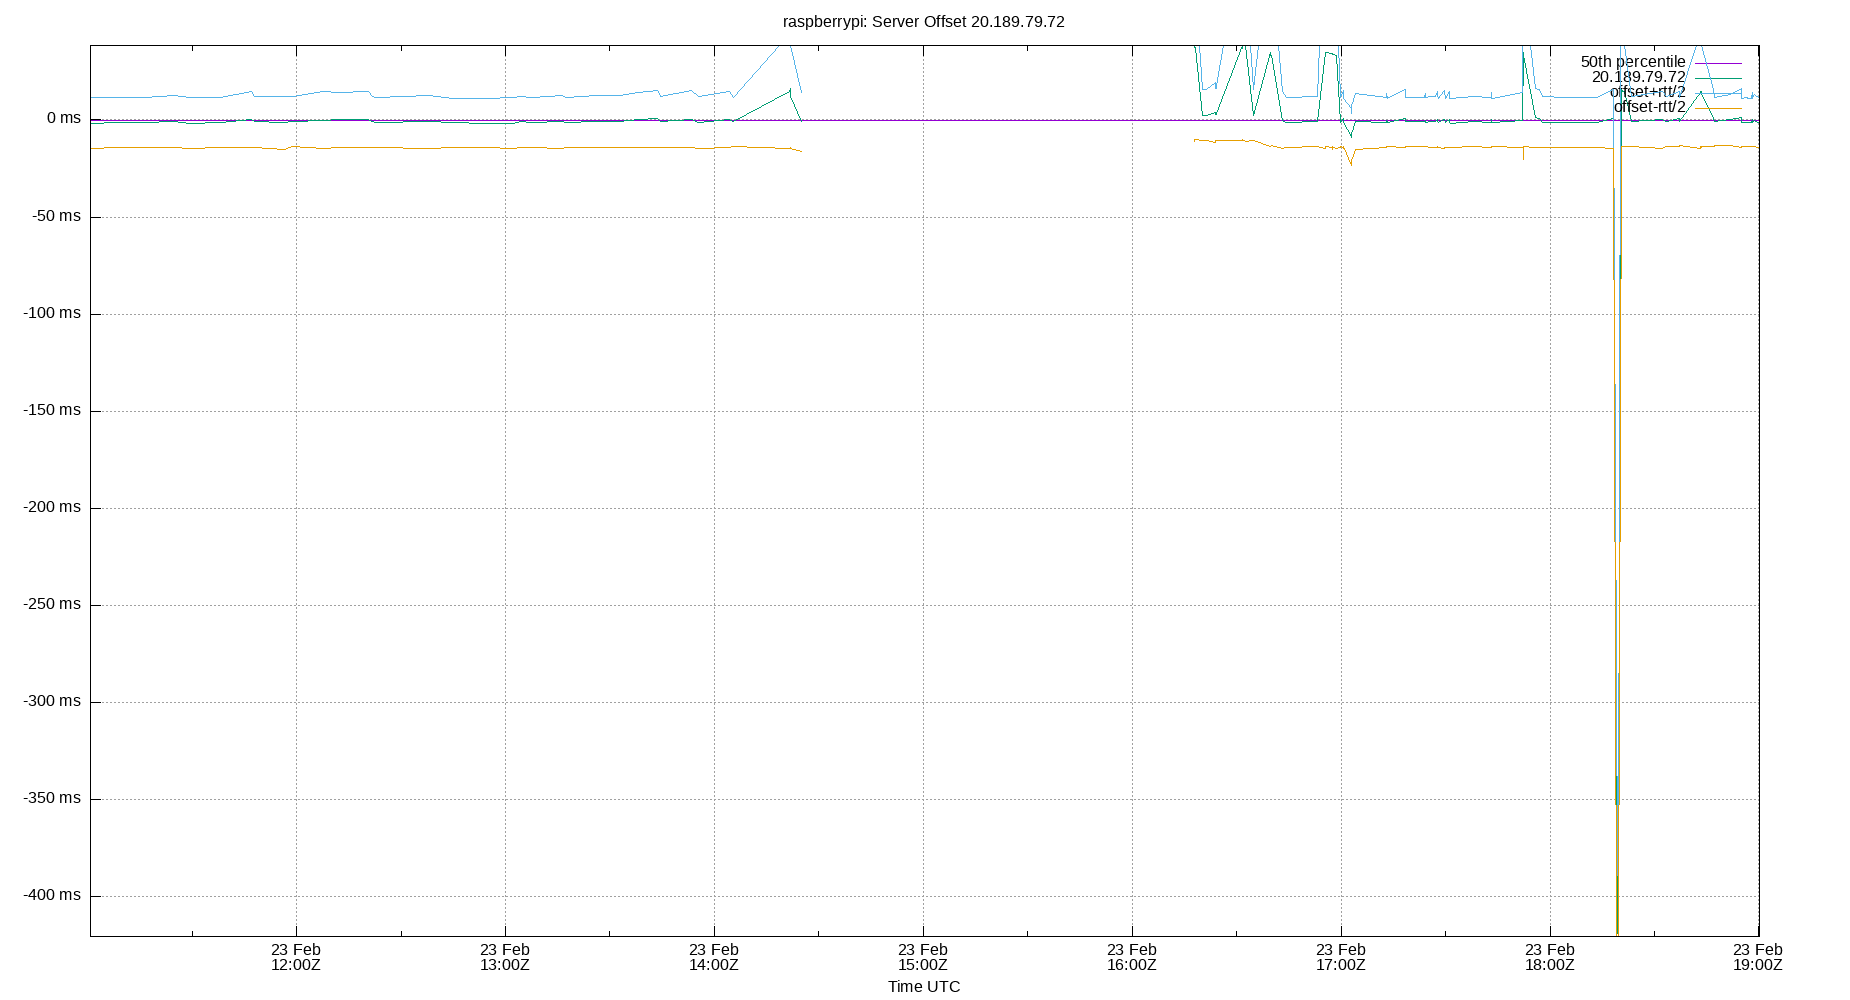 raspberrypi: Server Offset 20.189.79.72
50th percentile
20.189.79.72
offset+rtt/2
offset-rtt/2
0 ms
-50 ms
-100 ms
-150 ms
-200 ms
-250 ms
-300 ms
-350 ms
-400 ms
23 Feb 23 Feb 23 Feb 23 Feb 23 Feb 23 Feb 23 Feb 23 Feb
12:00Z 13:00Z 14:00Z 15:00Z 16:00Z 17:00Z 18:00Z 19:00Z
Time UTC